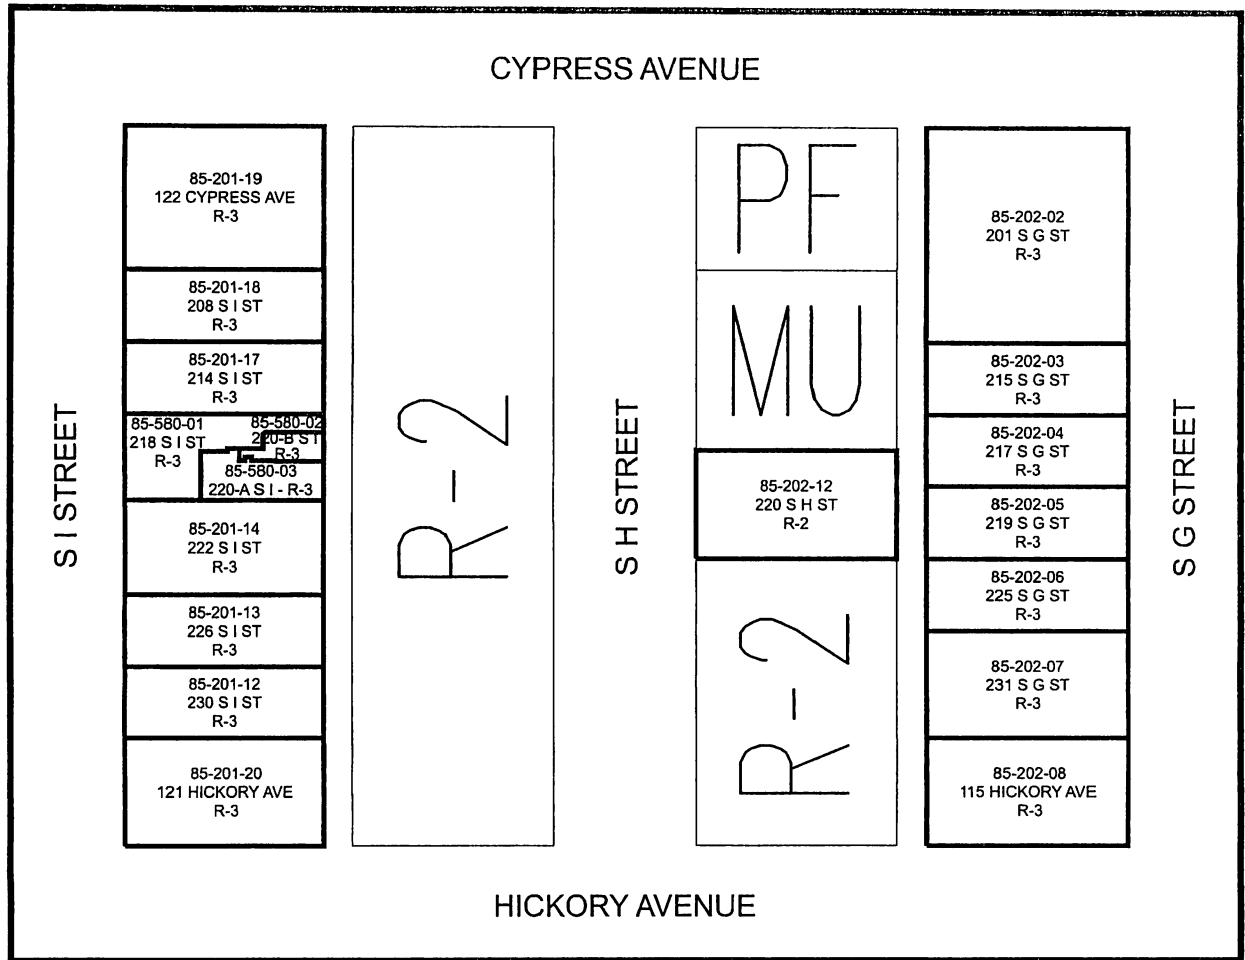 CYPRESS AVENUE
85-201-19
122 CYPRESS AVE
R-3
85-201-18
208 S I ST
R-3
85-201-17
214 S I ST
R-3
85-580-01
218 S I ST
R-3
85-580-02
220-B S I
R-3
85-580-03
220-A S I - R-3
85-201-14
222 S I ST
R-3
85-201-13
226 S I ST
R-3
85-201-12
230 S I ST
R-3
85-201-20
121 HICKORY AVE
R-3
S I STREET
R-2
S H STREET
PF
MU
85-202-12
220 S H ST
R-2
R-2
85-202-02
201 S G ST
R-3
85-202-03
215 S G ST
R-3
85-202-04
217 S G ST
R-3
85-202-05
219 S G ST
R-3
85-202-06
225 S G ST
R-3
85-202-07
231 S G ST
R-3
85-202-08
115 HICKORY AVE
R-3
S G STREET
HICKORY AVENUE